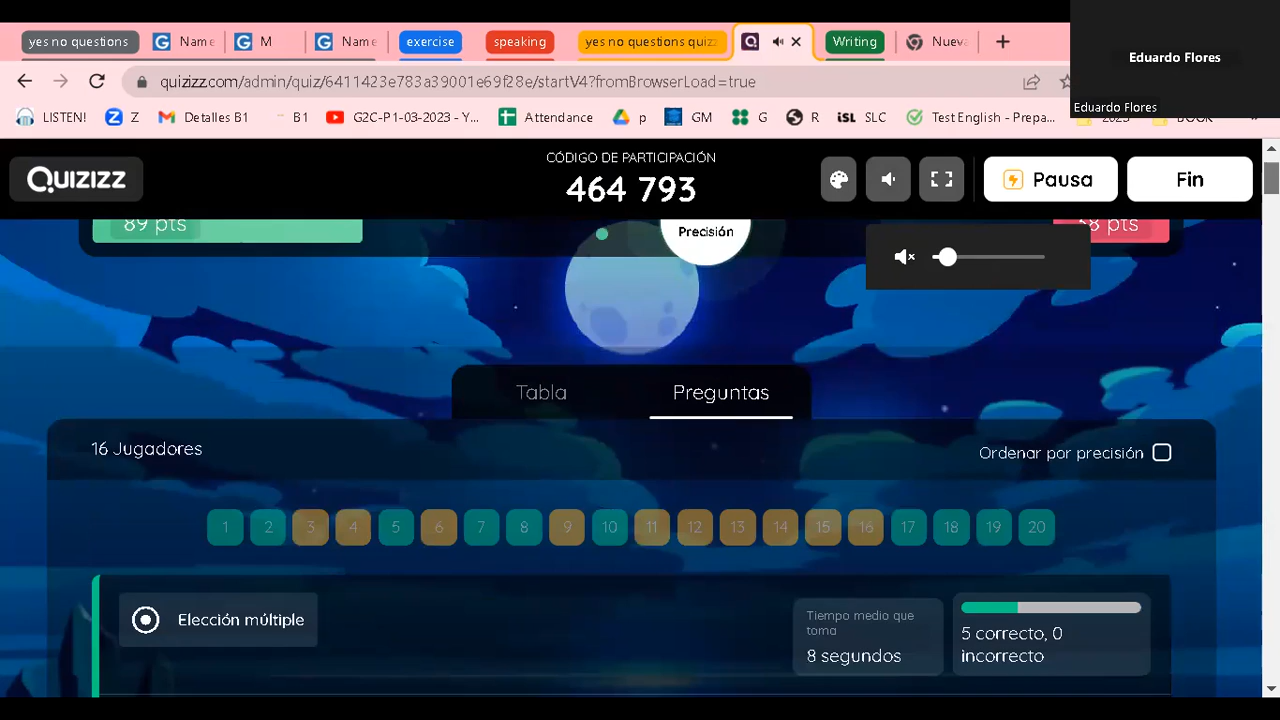 yes no questions
Name
M
Name
exercise
speaking
yes no questions quizz
Writing
Nueva
Eduardo Flores
Eduardo Flores
quizizz.com/admin/quiz/6411423e783a39001e69f28e/startV4?fromBrowserLoad=true
LISTEN!
Z
Detalles B1
B1
G2C-P1-03-2023 - Y...
Attendance
p
GM
G
R
iSL
SLC
Test English - Prepa...
2023
BOOK
Quizizz
CÓDIGO DE PARTICIPACIÓN
464 793
Pausa
Fin
89 pts
Precisión
58 pts
Tabla
Preguntas
16 Jugadores
Ordenar por precisión
1 2 3 4 5 6 7 8 9 10 11 12 13 14 15 16 17 18 19 20
Elección múltiple
Tiempo medio que
toma
8 segundos
5 correcto, 0
incorrecto